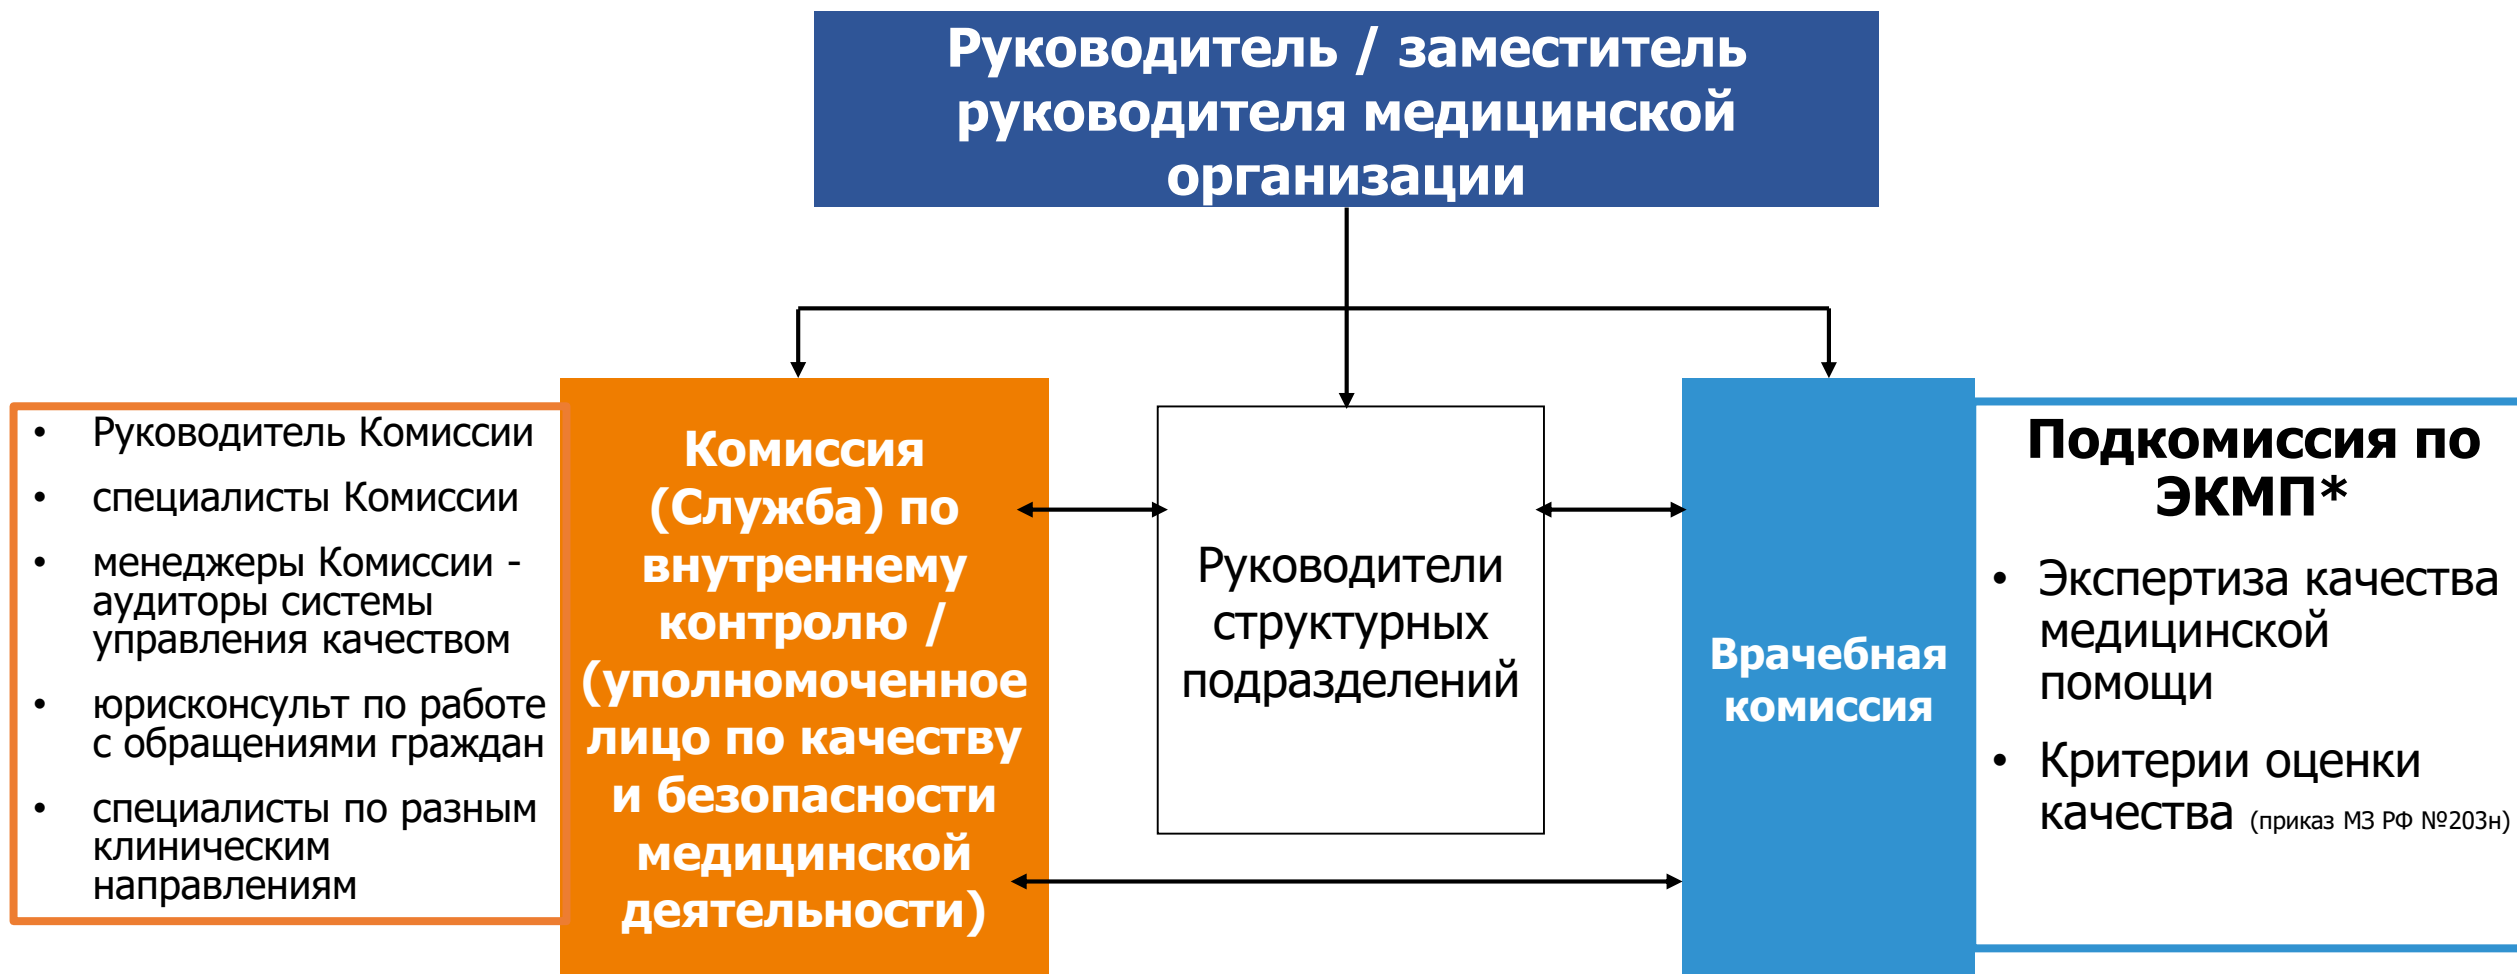 Руководитель / заместитель
руководителя медицинской
организации
• Руководитель Комиссии
• специалисты Комиссии
• менеджеры Комиссии -
аудиторы системы
управления качеством
• юрисконсульт по работе
с обращениями граждан
• специалисты по разным
клиническим
направлениям
Комиссия
(Служба) по
внутреннему
контролю /
(уполномоченное
лицо по качеству
и безопасности
медицинской
деятельности)
Руководители
структурных
подразделений
Врачебная
комиссия
Подкомиссия по
ЭКМП*
• Экспертиза качества
медицинской
помощи
• Критерии оценки
качества (приказ МЗ РФ №203н)